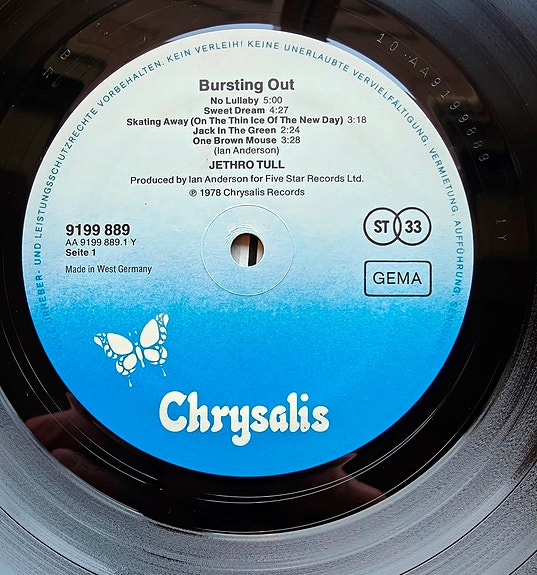 URHEBER- UND LEISTUNGSSCHUTZRECHTE VORBEHALTEN. KEIN VERLEIH! KEINE UNERLAUBTE VERVIELFÄLTIGUNG, VERMIETUNG, AUFFÜHRUNG,
10 AA9199889
1 Y
Bursting Out
No Lullaby 5:00
Sweet Dream 4:27
Skating Away (On The Thin Ice Of The New Day) 3:18
Jack In The Green 2:24
One Brown Mouse 3:28
(Ian Anderson)
JETHRO TULL
Produced by Ian Anderson for Five Star Records Ltd.
℗ 1978 Chrysalis Records
9199 889
AA 9199 889.1 Y
Seite 1
Made in West Germany
ST 33
GEMA
Chrysalis